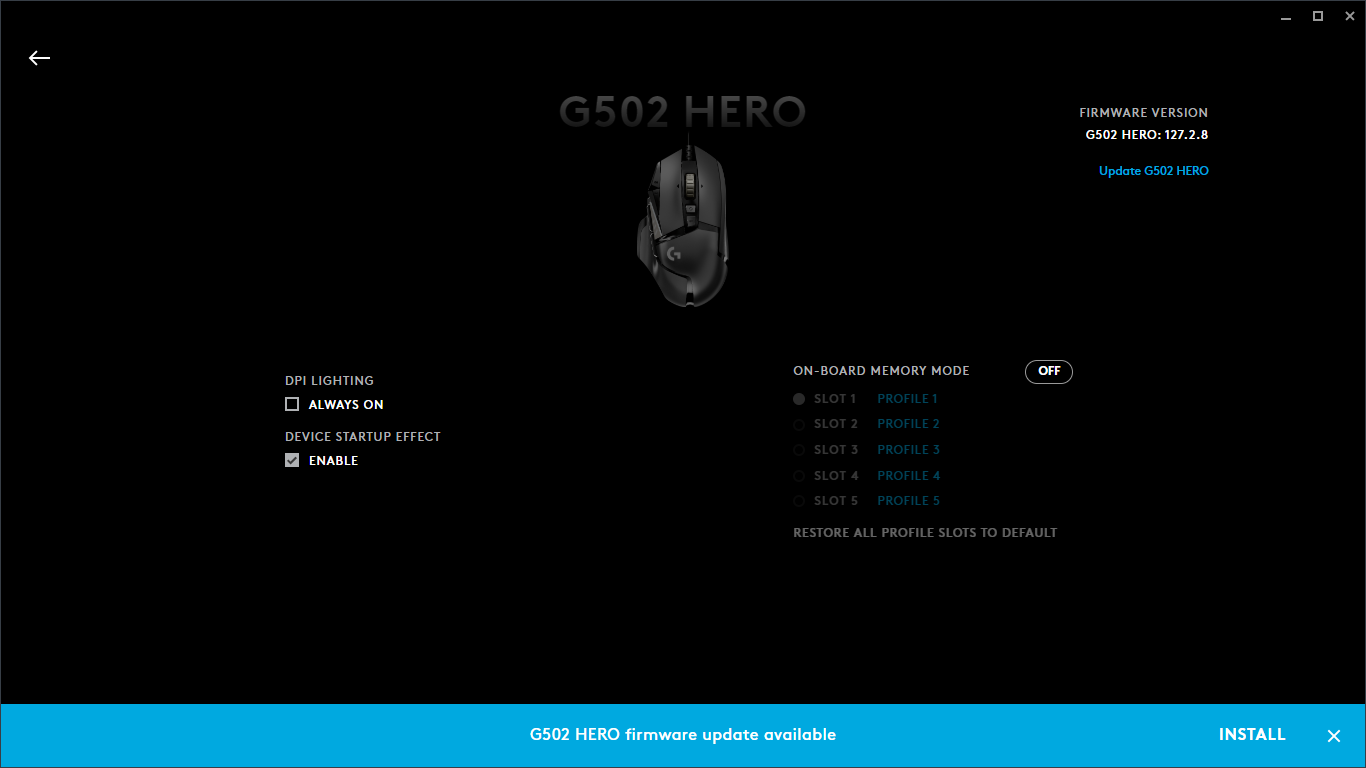 G502 HERO
FIRMWARE VERSION
G502 HERO: 127.2.8
Update G502 HERO
DPI LIGHTING
ALWAYS ON
DEVICE STARTUP EFFECT
ENABLE
ON-BOARD MEMORY MODE OFF
SLOT 1 PROFILE 1
SLOT 2 PROFILE 2
SLOT 3 PROFILE 3
SLOT 4 PROFILE 4
SLOT 5 PROFILE 5
RESTORE ALL PROFILE SLOTS TO DEFAULT
G502 HERO firmware update available INSTALL